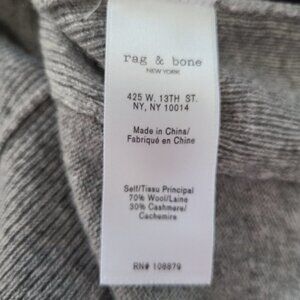 rag & bone
NEW YORK
425 W. 13TH ST.
NY, NY 10014
Made in China/
Fabriqué en Chine
Self/Tissu Principal
70% Wool/Laine
30% Cashmere/
Cachemire
RN# 108879